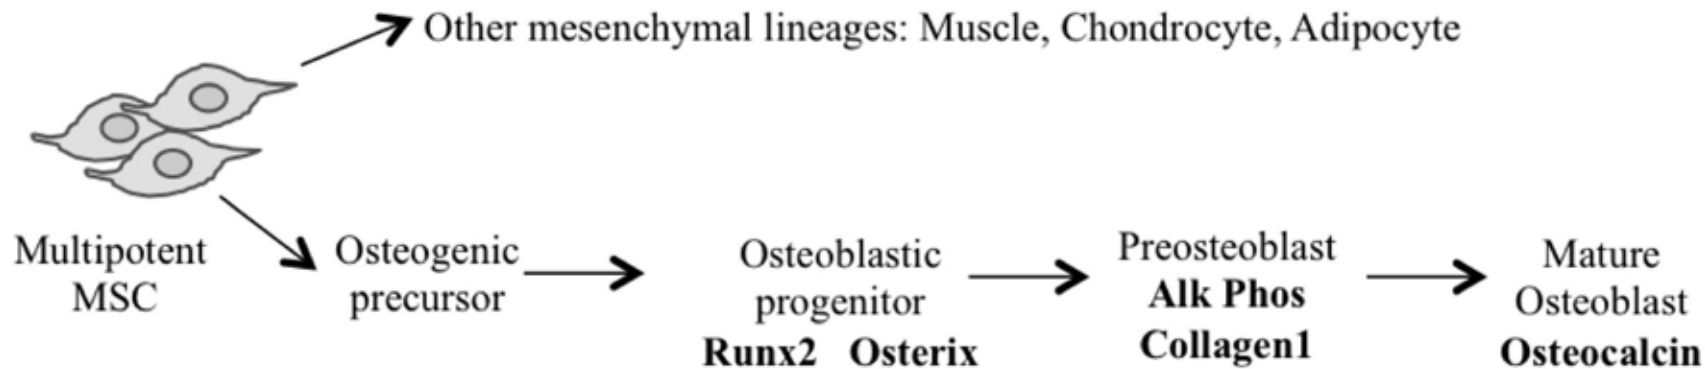 Other mesenchymal lineages: Muscle, Chondrocyte, Adipocyte
Multipotent
MSC
Osteogenic
precursor
Osteoblastic
progenitor
Runx2 Osterix
Preosteoblast
Alk Phos
Collagen1
Mature
Osteoblast
Osteocalcin